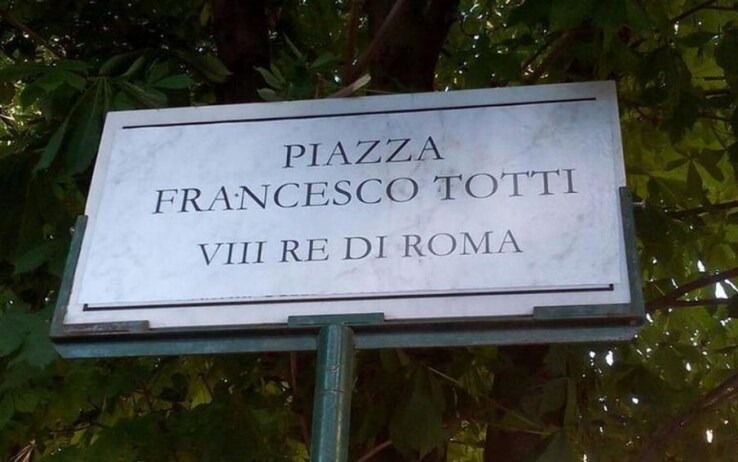 PIAZZA
FRANCESCO TOTTI
VIII RE DI ROMA